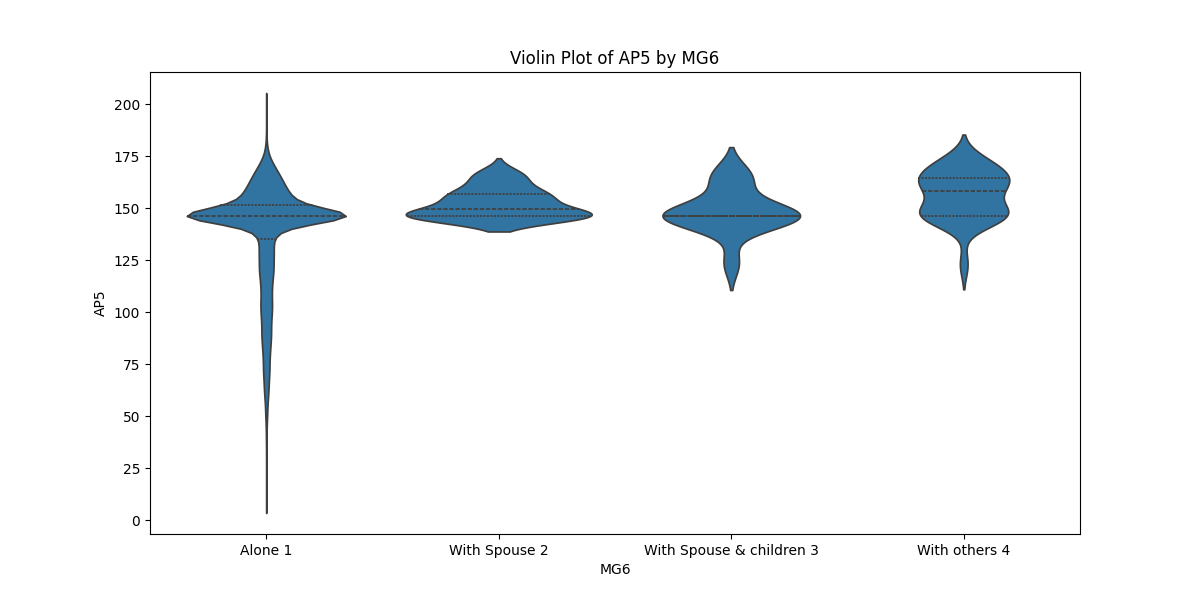 Violin Plot of AP5 by MG6
200
175
150
125
100
75
50
25
0
AP5
Alone 1
With Spouse 2
With Spouse & children 3
With others 4
MG6